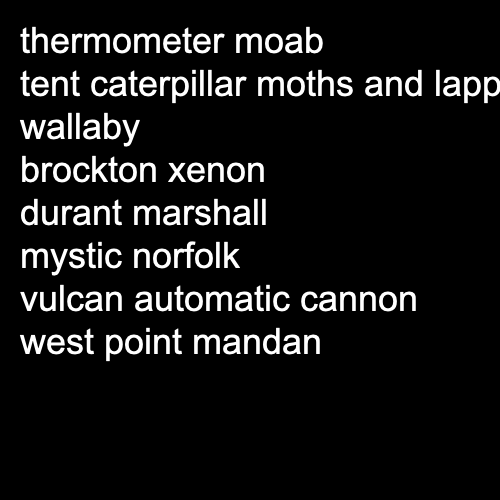 thermometer moab
tent caterpillar moths and lapp
wallaby
brockton xenon
durant marshall
mystic norfolk
vulcan automatic cannon
west point mandan